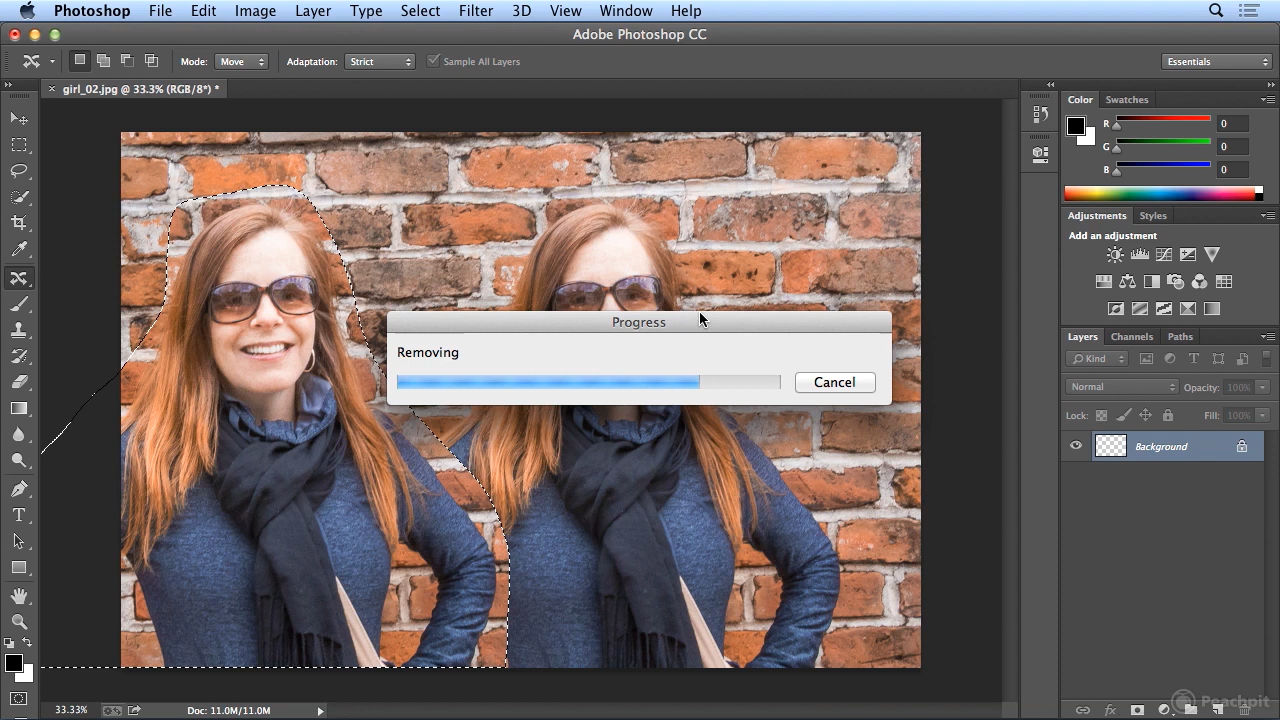 Photoshop File Edit Image Layer Type Select Filter 3D View Window Help
Adobe Photoshop CC
Mode: Move Adaptation: Strict Sample All Layers Essentials
girl_02.jpg @ 33.3% (RGB/8*) *
Color Swatches
R 0
G 0
B 0
Adjustments Styles
Add an adjustment
Progress
Removing
Cancel
Layers Channels Paths
Kind
Normal Opacity: 100%
Lock: Fill: 100%
Background
33.33% Doc: 11.0M/11.0M
Peachpit